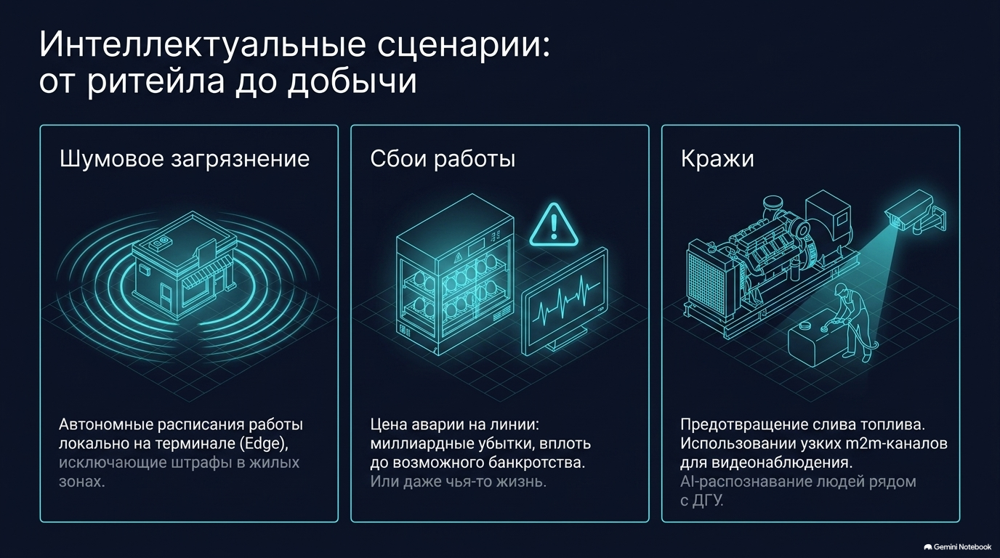 Интеллектуальные сценарии:
от ритейла до добычи
Шумовое загрязнение
Автономные расписания работы
локально на терминале (Edge),
исключающие штрафы в жилых
зонах.
Сбои работы
Цена аварии на линии:
миллиардные убытки, вплоть
до возможного банкротства.
Или даже чья-то жизнь.
Кражи
Предотвращение слива топлива.
Использовании узких m2m-каналов
для видеонаблюдения.
AI-распознавание людей рядом
с ДГУ.
Gemini Notebook